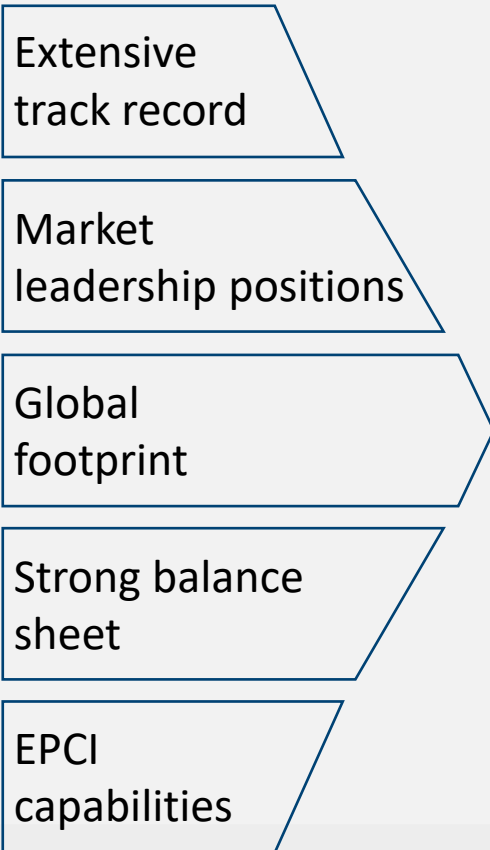 Extensive
track record
Market
leadership positions
Global
footprint
Strong balance
sheet
EPCI
capabilities